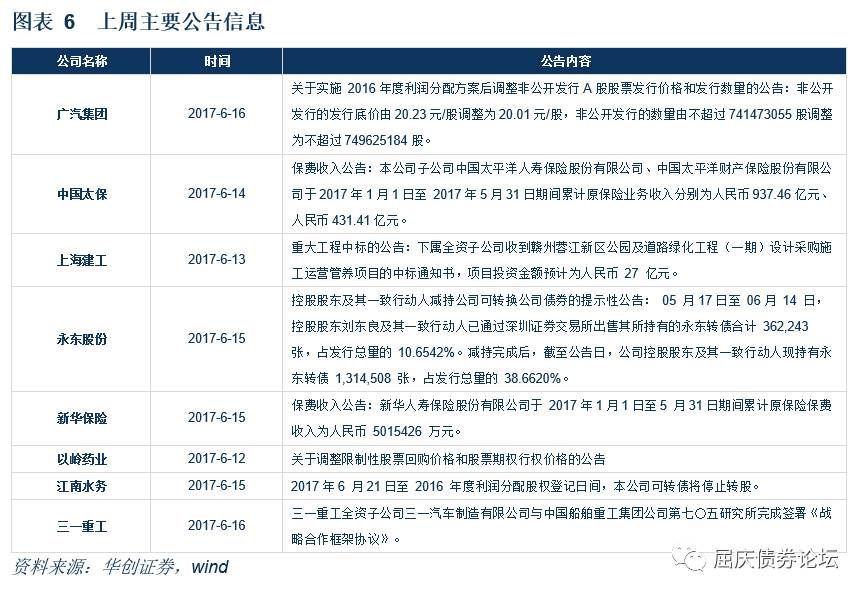 图表 6 上周主要公告信息
公司名称 时间 公告内容
关于实施 2016 年度利润分配方案后调整非公开发行 A 股股票发行价格和发行数量的公告：非公开
广汽集团 2017-6-16 发行的发行底价由 20.23 元/股调整为 20.01 元/股，非公开发行的数量由不超过 741473055 股调整
为不超过 749625184 股。
保费收入公告：本公司子公司中国太平洋人寿保险股份有限公司、中国太平洋财产保险股份有限公
中国太保 2017-6-14 司于 2017 年 1 月 1 日至 2017 年 5 月 31 日期间累计原保险业务收入分别为人民币 937.46 亿元、
人民币 431.41 亿元。
重大工程中标的公告：下属全资子公司收到赣州蓉江新区公园及道路绿化工程（一期）设计采购施
上海建工 2017-6-13
工运营管养项目的中标通知书，项目投资金额预计为人民币 27 亿元。
控股股东及其一致行动人减持公司可转换公司债券的提示性公告： 05 月 17 日至 06 月 14 日，
控股股东刘东良及其一致行动人已通过深圳证券交易所出售其所持有的永东转债合计 362,243
永东股份 2017-6-15
张，占发行总量的 10.6542%。减持完成后，截至公告日，公司控股股东及其一致行动人现持有永
东转债 1,314,508 张，占发行总量的 38.6620%。
保费收入公告：新华人寿保险股份有限公司于 2017 年 1 月 1 日至 5 月 31 日期间累计原保险保费
新华保险 2017-6-15
收入为人民币 5015426 万元。
以岭药业 2017-6-12 关于调整限制性股票回购价格和股票期权行权价格的公告
江南水务 2017-6-15 2017 年 6 月 21 日至 2016 年度利润分配股权登记日间，本公司可转债将停止转股。
三一重工全资子公司三一汽车制造有限公司与中国船舶重工集团公司第七〇五研究所完成签署《战
三一重工 2017-6-16
略合作框架协议》。
资料来源：华创证券，wind
屈庆债券论坛